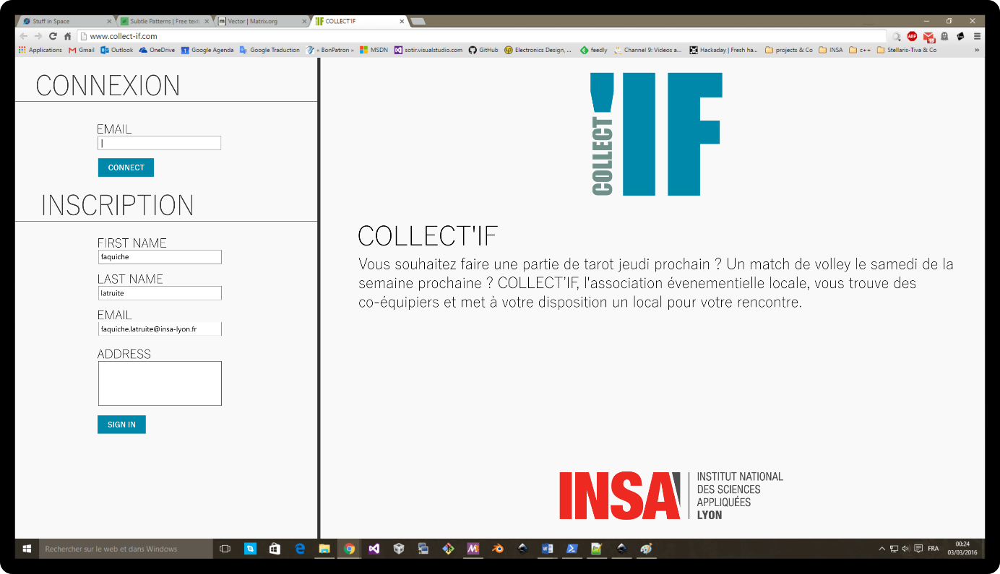 Stuff in Space
Subtle Patterns | Free textu
Vector | Matrix.org
COLLECT'IF
www.collect-if.com
Applications
Gmail
Outlook
OneDrive
Google Agenda
Google Traduction
« BonPatron »
MSDN
sotir.visualstudio.com
GitHub
Electronics Design, ...
feedly
Channel 9: Videos a...
Hackaday | Fresh ha...
projects & Co
INSA
c++
Stellaris-Tiva & Co
»
CONNEXION
EMAIL
CONNECT
INSCRIPTION
FIRST NAME
faquiche
LAST NAME
latruite
EMAIL
faquiche.latruite@insa-lyon.fr
ADDRESS
SIGN IN
COLLECT'IF
COLLECT'IF
Vous souhaitez faire une partie de tarot jeudi prochain ? Un match de volley le samedi de la
semaine prochaine ? COLLECT'IF, l'association évenementielle locale, vous trouve des
co-équipiers et met à votre disposition un local pour votre rencontre.
INSA
INSTITUT NATIONAL
DES SCIENCES
APPLIQUÉES
LYON
Rechercher sur le web et dans Windows
FRA
00:24
03/03/2016